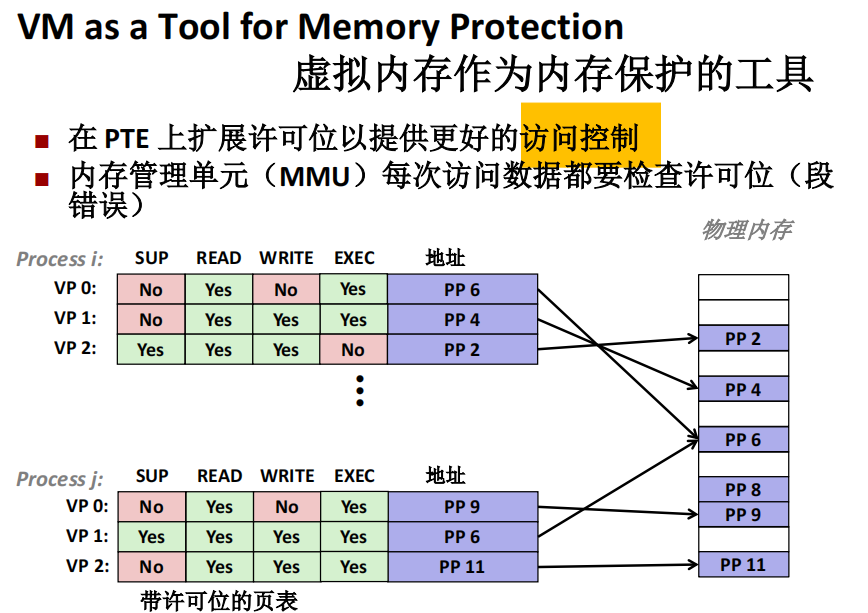 VM as a Tool for Memory Protection
虚拟内存作为内存保护的工具
■ 在 PTE 上扩展许可位以提供更好的访问控制
■ 内存管理单元（MMU）每次访问数据都要检查许可位（段
错误）
物理内存
Process i: SUP READ WRITE EXEC 地址
VP 0: No Yes No Yes PP 6
VP 1: No Yes Yes Yes PP 4
VP 2: Yes Yes Yes No PP 2
PP 2
PP 4
PP 6
PP 8
PP 9
PP 11
Process j: SUP READ WRITE EXEC 地址
VP 0: No Yes No Yes PP 9
VP 1: Yes Yes Yes Yes PP 6
VP 2: No Yes Yes Yes PP 11
带许可位的页表